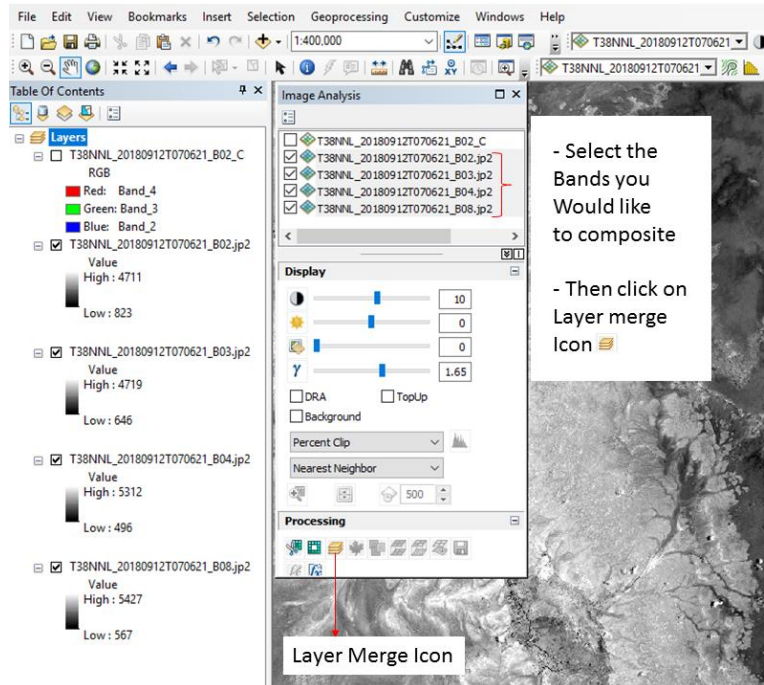 File Edit View Bookmarks Insert Selection Geoprocessing Customize Windows Help
1:400,000
T38NNL_20180912T070621
T38NNL_20180912T070621
Table Of Contents
Layers
T38NNL_20180912T070621_B02_C
RGB
Red: Band_4
Green: Band_3
Blue: Band_2
T38NNL_20180912T070621_B02.jp2
Value
High : 4711
Low : 823
T38NNL_20180912T070621_B03.jp2
Value
High : 4719
Low : 646
T38NNL_20180912T070621_B04.jp2
Value
High : 5312
Low : 496
T38NNL_20180912T070621_B08.jp2
Value
High : 5427
Low : 567
Image Analysis
T38NNL_20180912T070621_B02_C
T38NNL_20180912T070621_B02.jp2
T38NNL_20180912T070621_B03.jp2
T38NNL_20180912T070621_B04.jp2
T38NNL_20180912T070621_B08.jp2
Display
10
0
0
γ 1.65
DRA TopUp
Background
Percent Clip
Nearest Neighbor
500
Processing
Layer Merge Icon
- Select the
Bands you
Would like
to composite
- Then click on
Layer merge
Icon